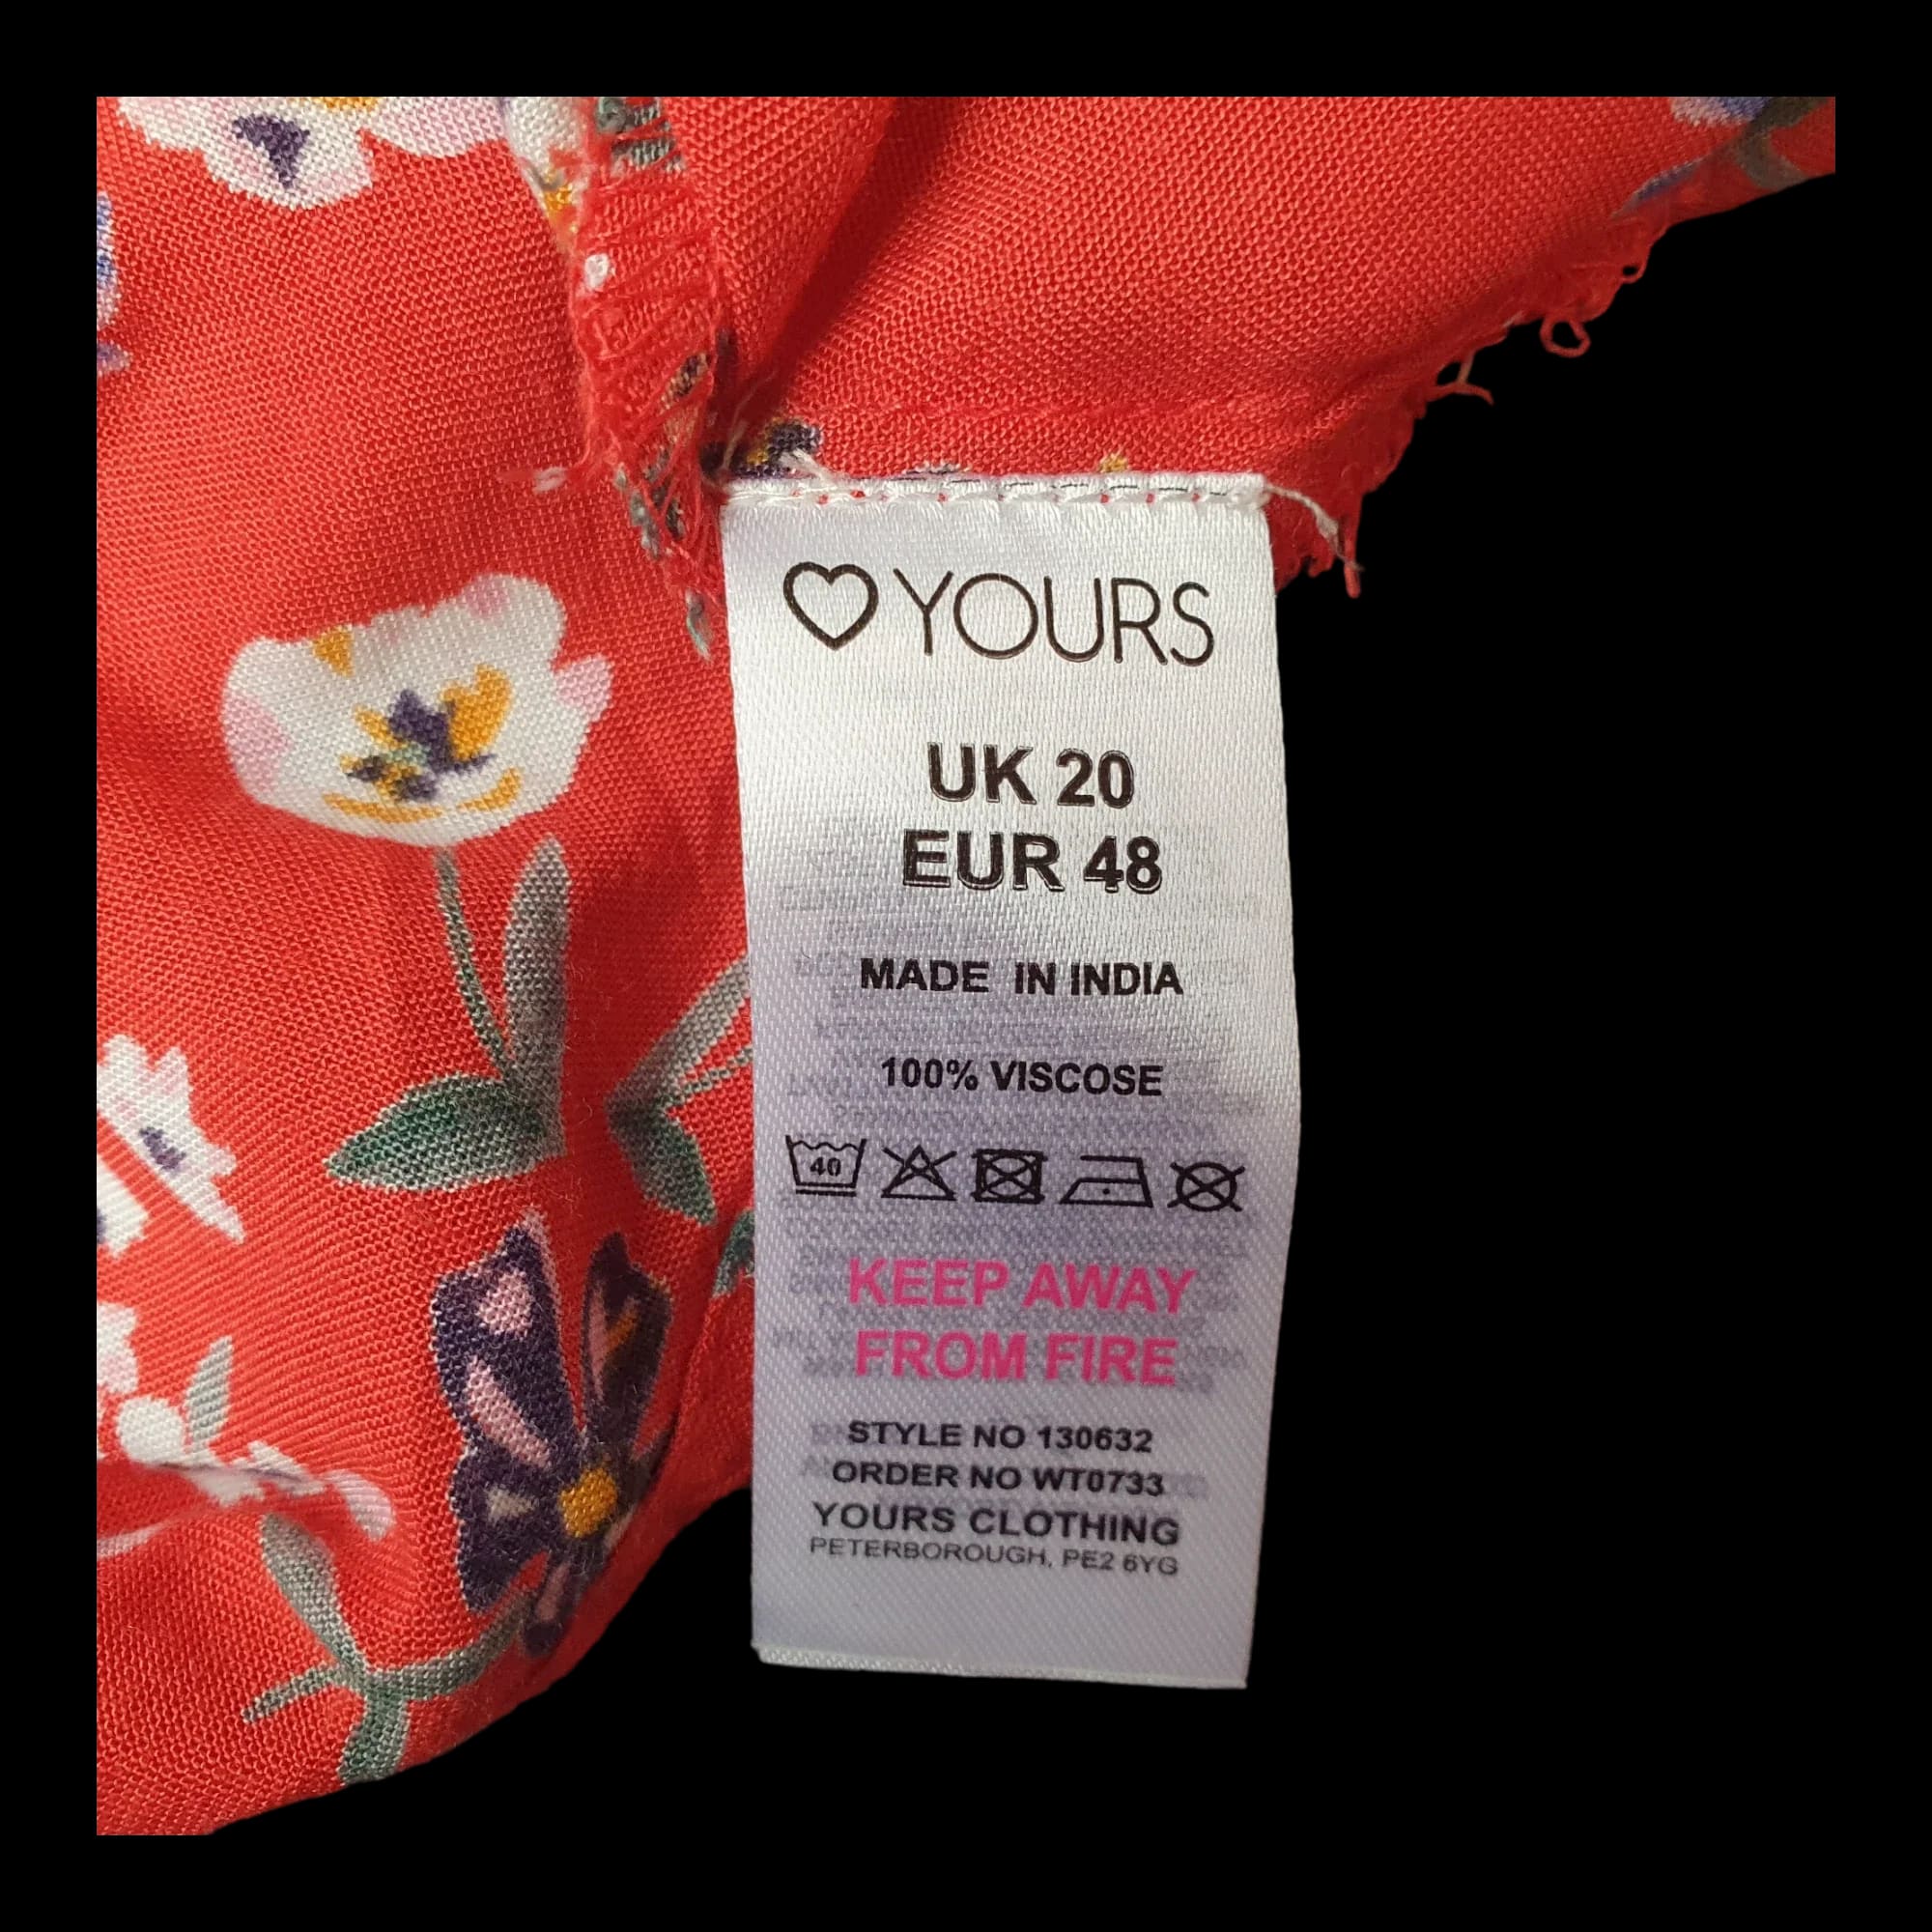 YOURS
UK 20
EUR 48
MADE IN INDIA
100% VISCOSE
40
KEEP AWAY
FROM FIRE
STYLE NO 130632
ORDER NO WT0733
YOURS CLOTHING
PETERBOROUGH, PE2 6YG